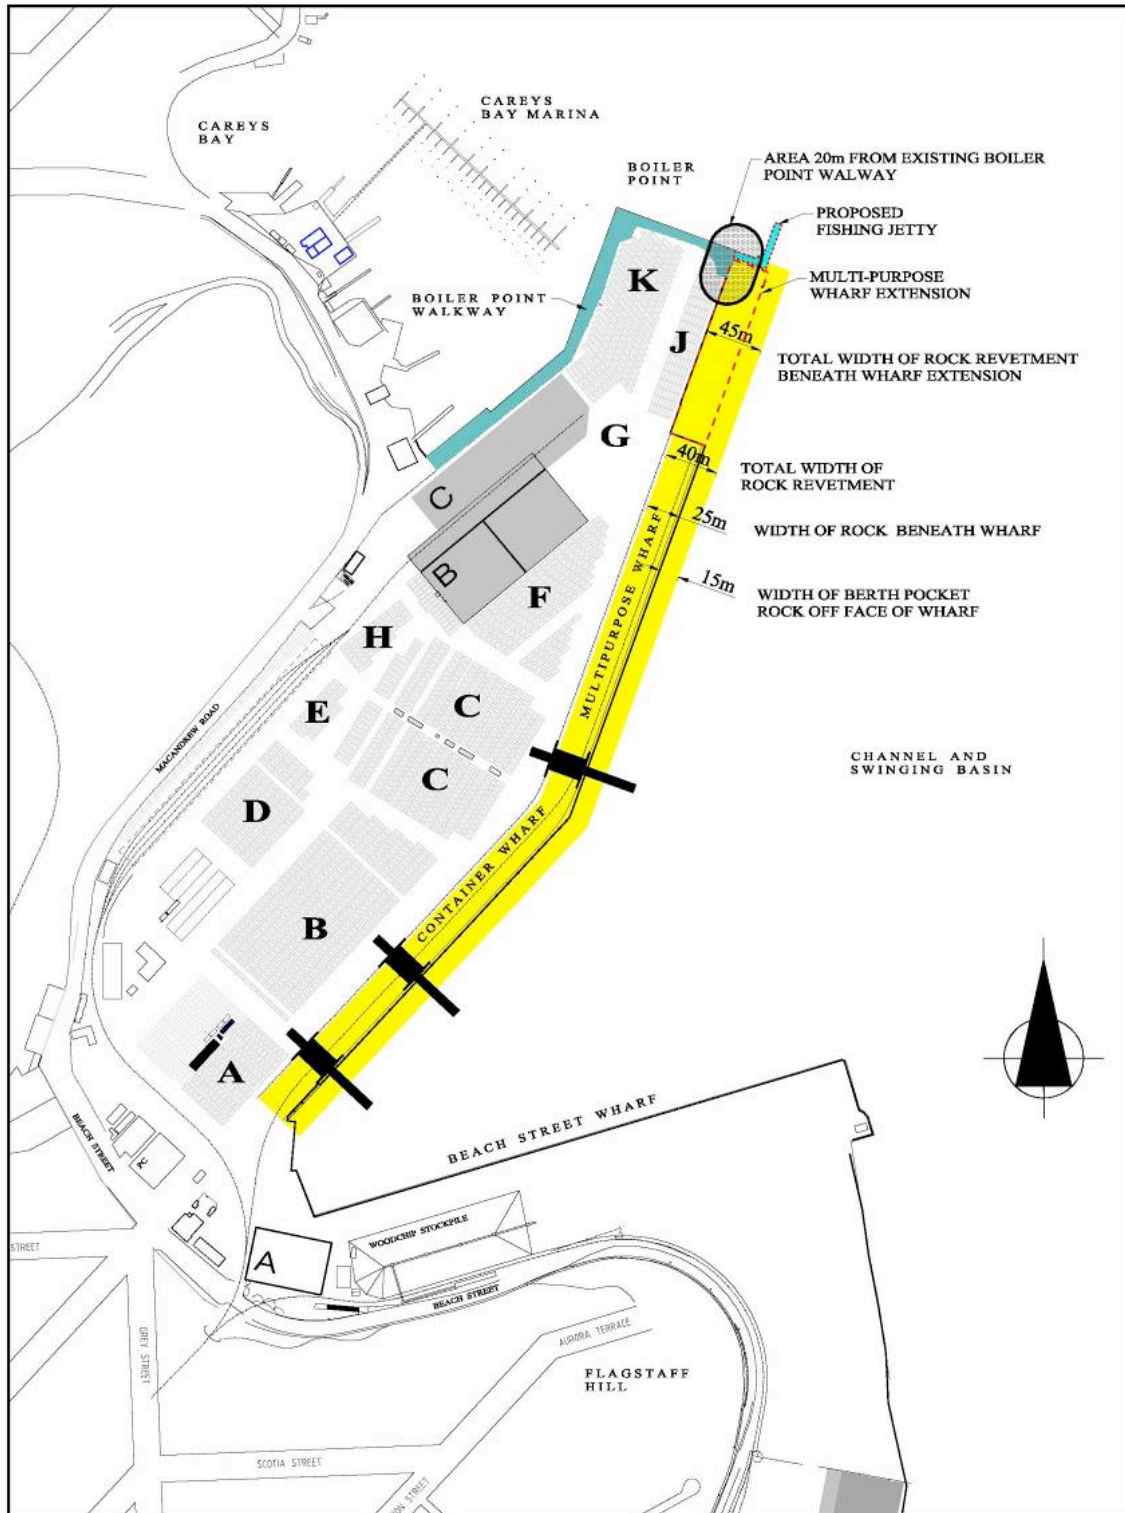 CAREYS
BAY MARINA
CAREYS
BAY
BOILER
POINT
AREA 20m FROM EXISTING BOILER
POINT WALWAY
PROPOSED
FISHING JETTY
MULTI-PURPOSE
WHARF EXTENSION
K
BOILER POINT
WALKWAY
J
45m
TOTAL WIDTH OF ROCK REVETMENT
BENEATH WHARF EXTENSION
G
40m
TOTAL WIDTH OF
ROCK REVETMENT
C
25m
WIDTH OF ROCK BENEATH WHARF
B
F
15m
WIDTH OF BERTH POCKET
ROCK OFF FACE OF WHARF
MULTIPURPOSE WHARF
H
E
C
C
MACANDREW ROAD
CHANNEL AND
SWINGING BASIN
D
CONTAINER WHARF
B
A
BEACH STREET
BEACH STREET WHARF
WOODCHIP STOCKPILE
A
STREET
BEACH STREET
GREY STREET
AURORA TERRACE
FLAGSTAFF
HILL
SCOTIA STREET
STREET